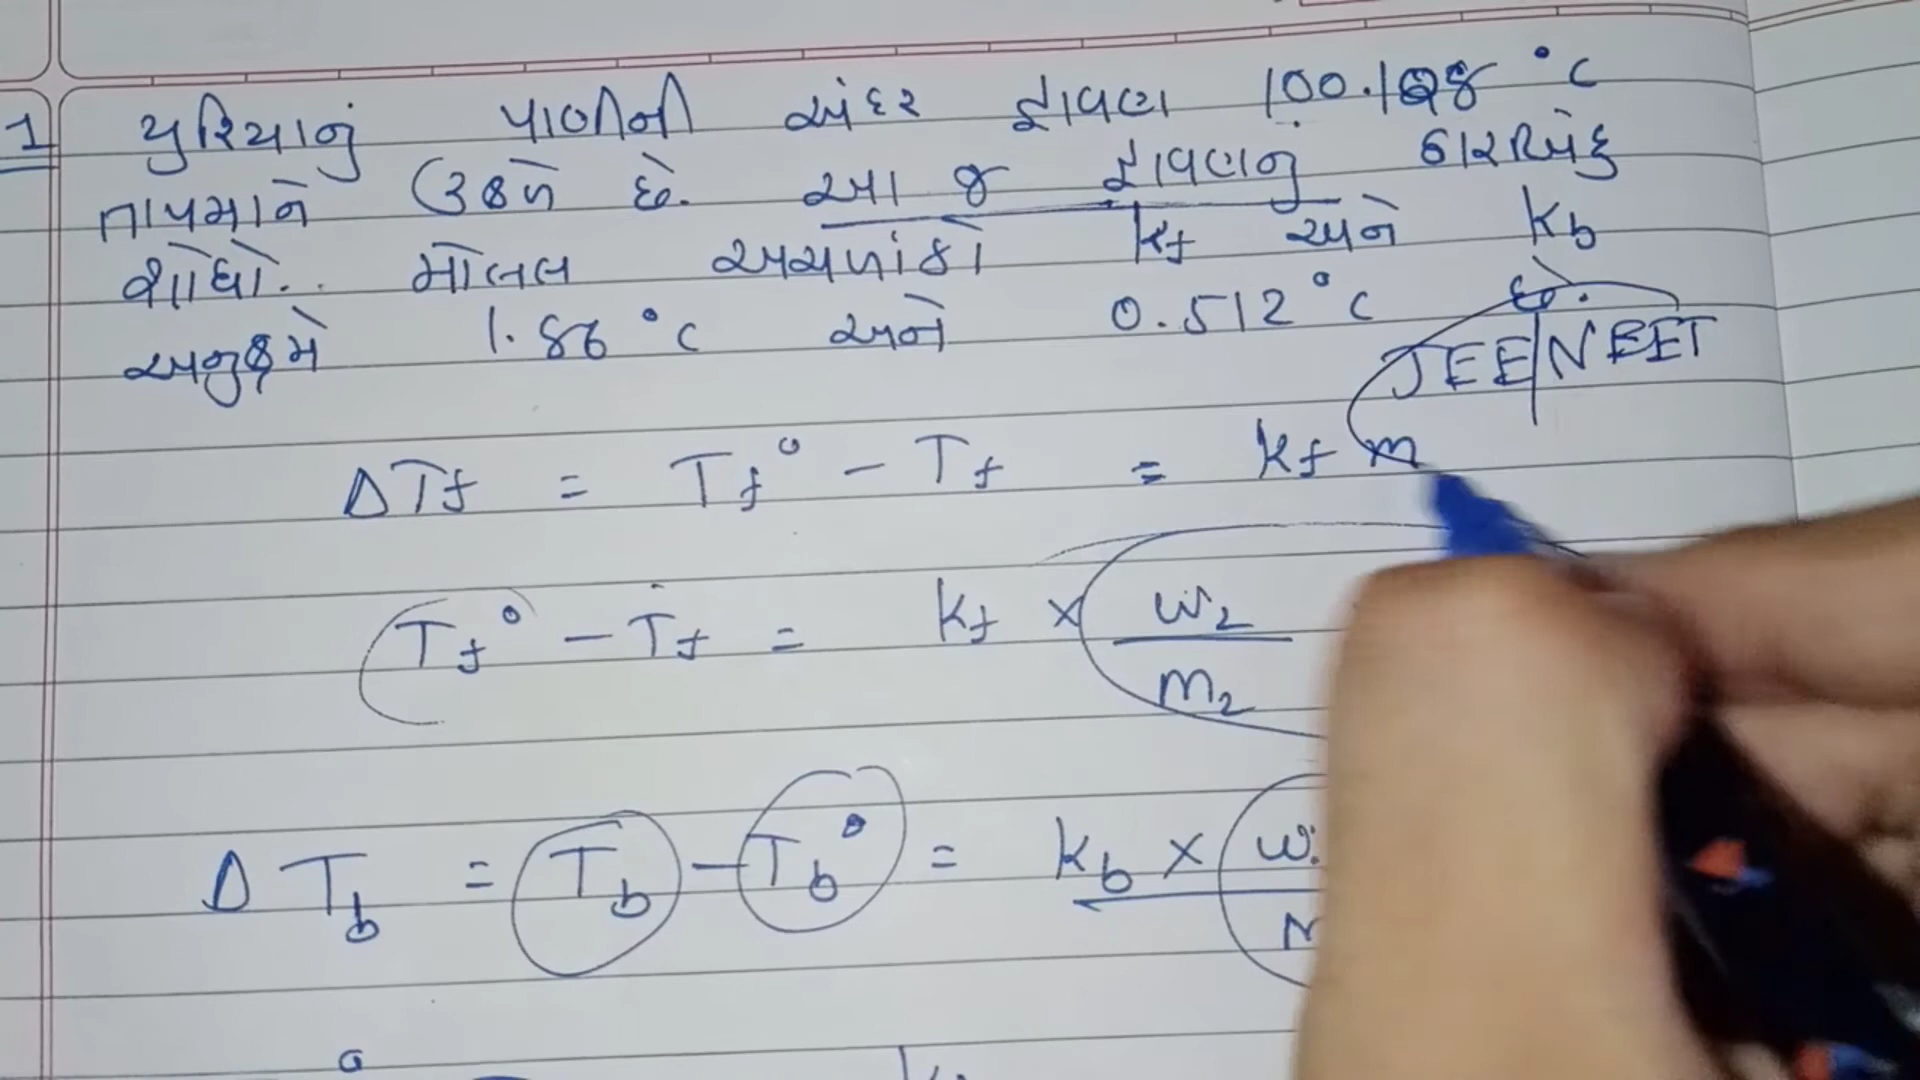 1 યુરિયાનું પાણીની અંદર દ્રાવણ 100.128 °C
તાપમાને ઉકળે છે. આ જ દ્રાવણનું ઠારબિંદુ
શોધો.. મોલલ અચળાંકો Kf અને Kb
અનુક્રમે 1.86 °C અને 0.512 °C છે.
JEE/NEET
ΔTf = Tf° - Tf = Kf m
Tf° - Tf = Kf × w2
m2
ΔTb = Tb - Tb° = Kb × w